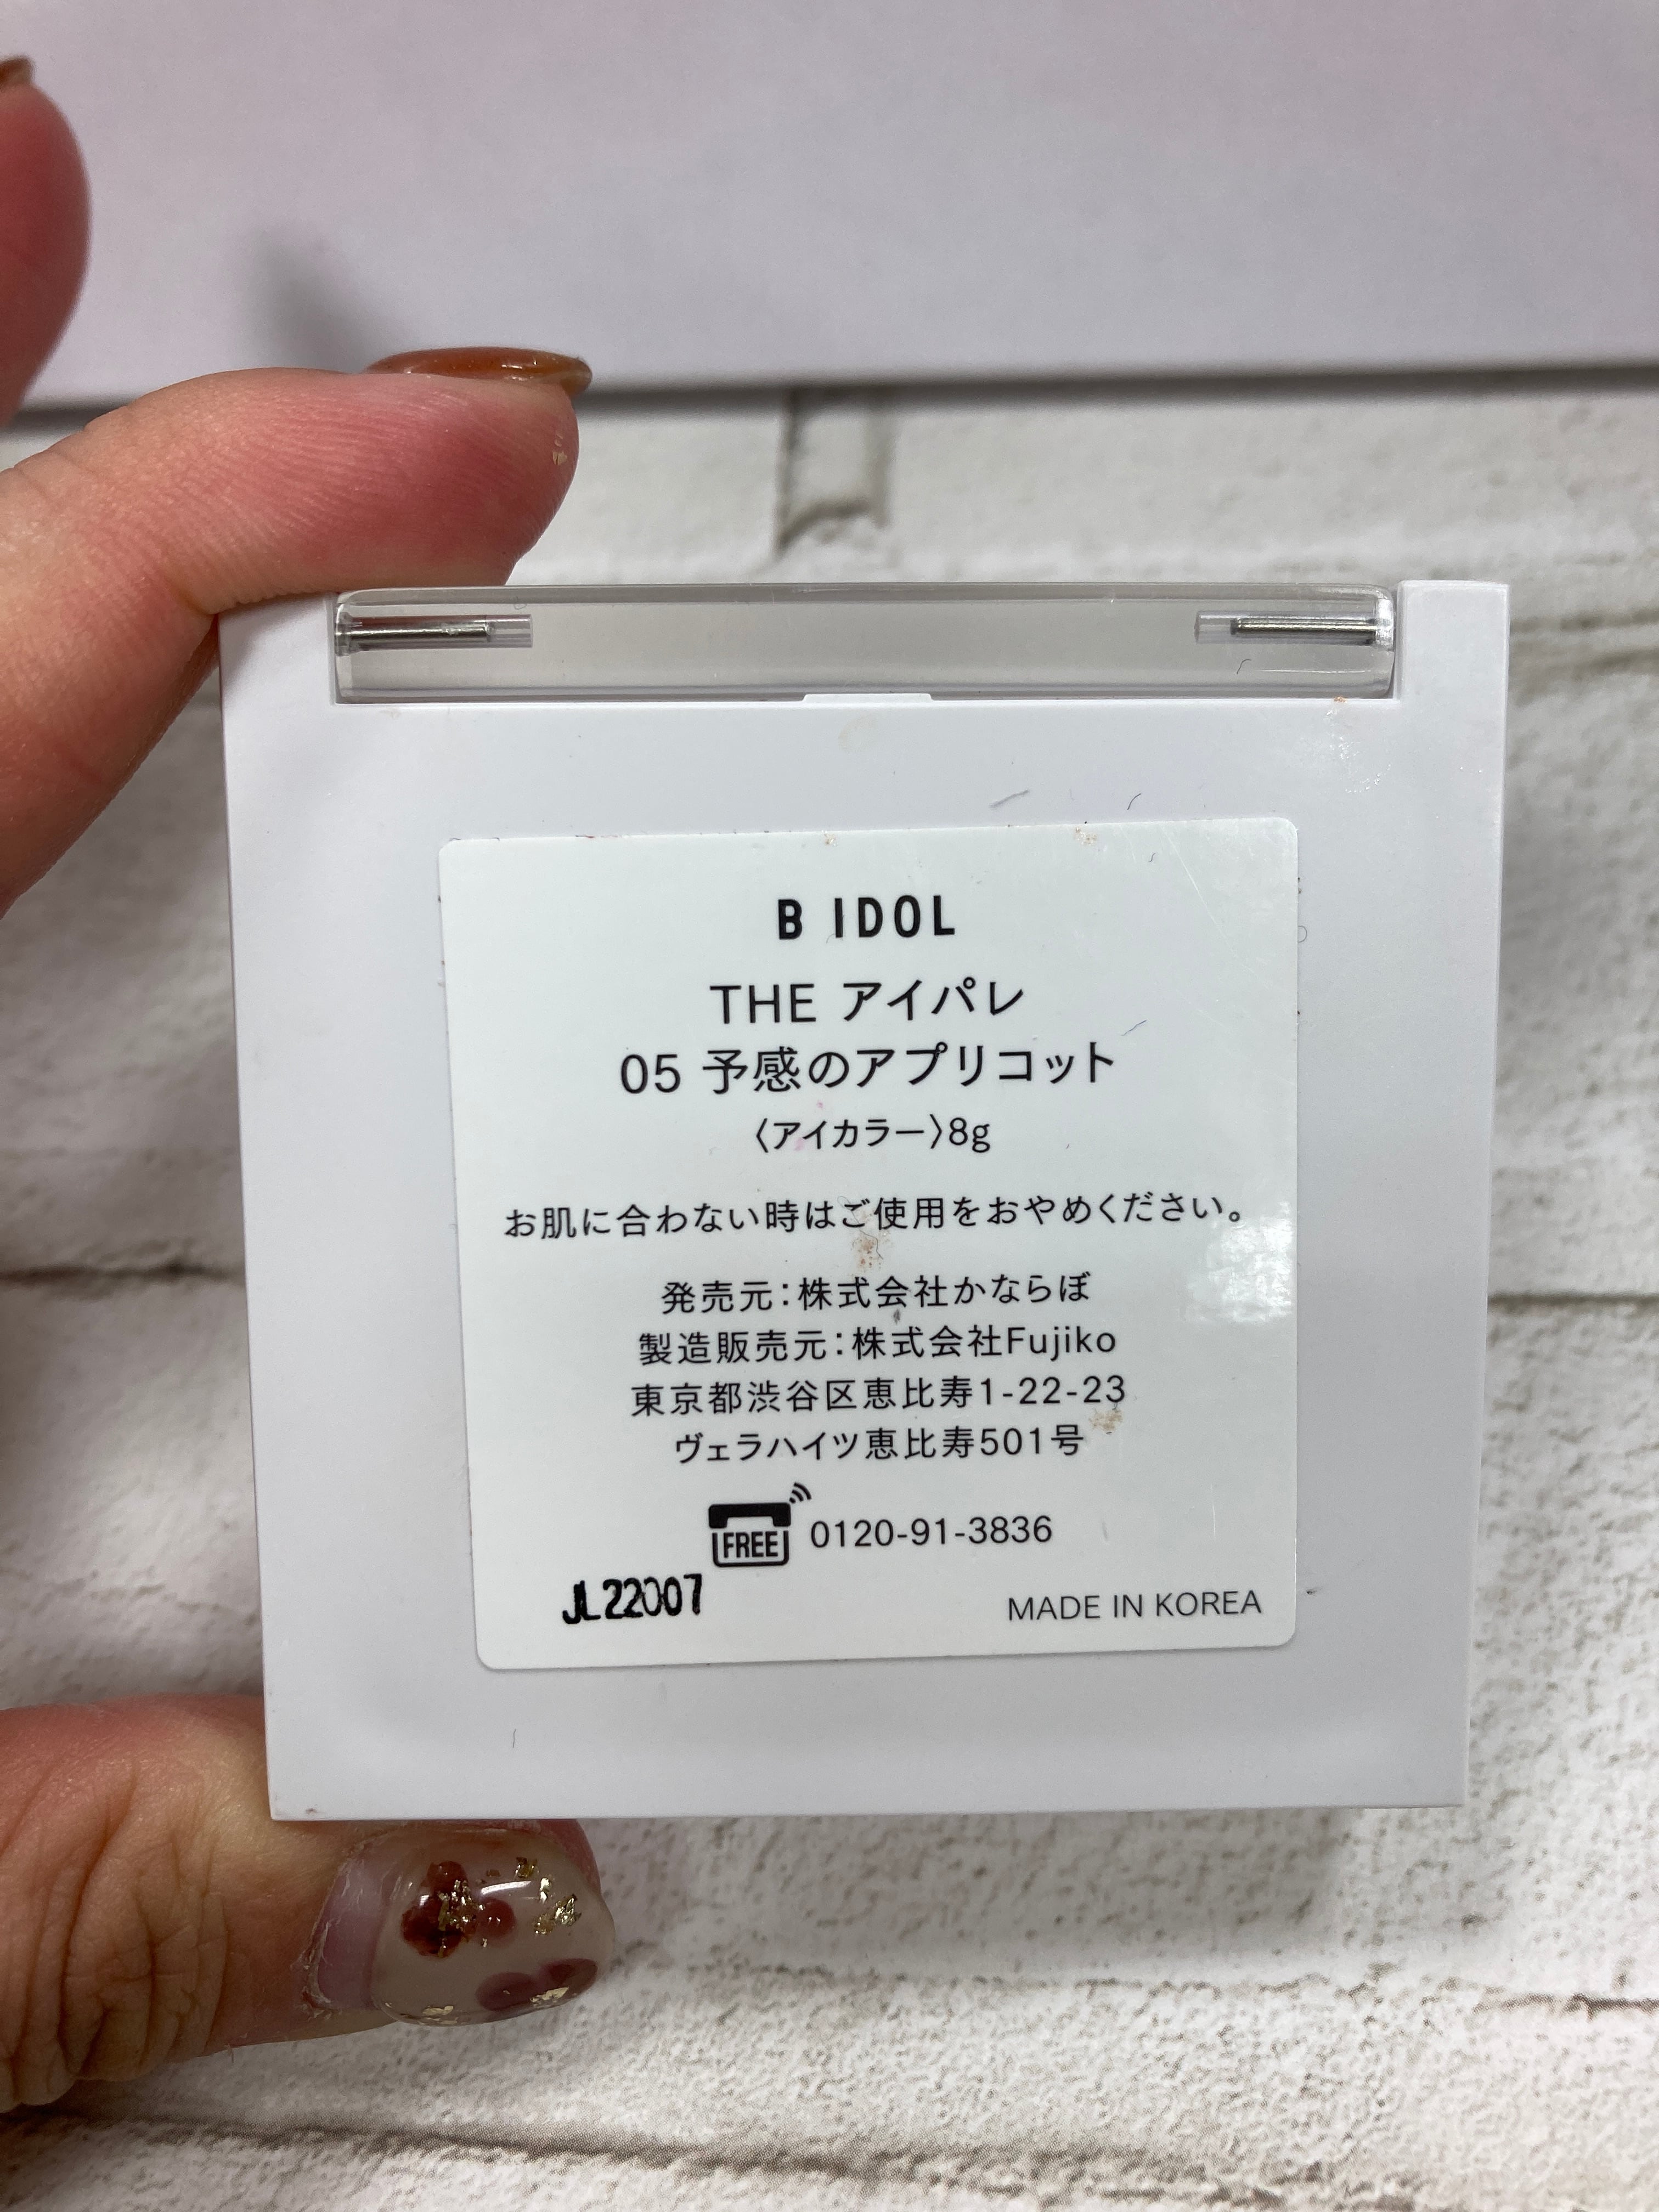 B IDOL
THE アイパレ
05 予感のアプリコット
〈アイカラー〉8g
お肌に合わない時はご使用をおやめください。
発売元：株式会社かならぼ
製造販売元：株式会社Fujiko
東京都渋谷区恵比寿1-22-23
ヴェラハイツ恵比寿501号
FREE 0120-91-3836
JL22007
MADE IN KOREA